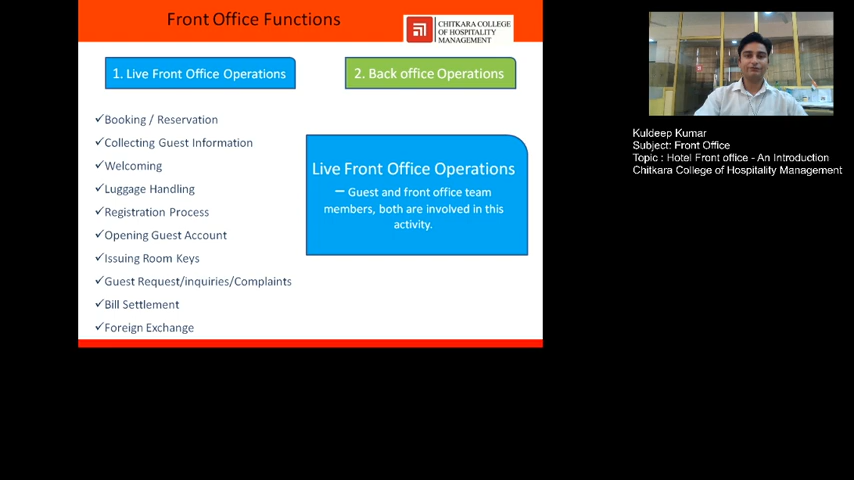 Front Office Functions
CHITKARA COLLEGE
OF HOSPITALITY
MANAGEMENT
1. Live Front Office Operations
2. Back office Operations
✓Booking / Reservation
✓Collecting Guest Information
✓Welcoming
✓Luggage Handling
✓Registration Process
✓Opening Guest Account
✓Issuing Room Keys
✓Guest Request/inquiries/Complaints
✓Bill Settlement
✓Foreign Exchange
Live Front Office Operations
– Guest and front office team
members, both are involved in this
activity.
Kuldeep Kumar
Subject: Front Office
Topic : Hotel Front office - An Introduction
Chitkara College of Hospitality Management